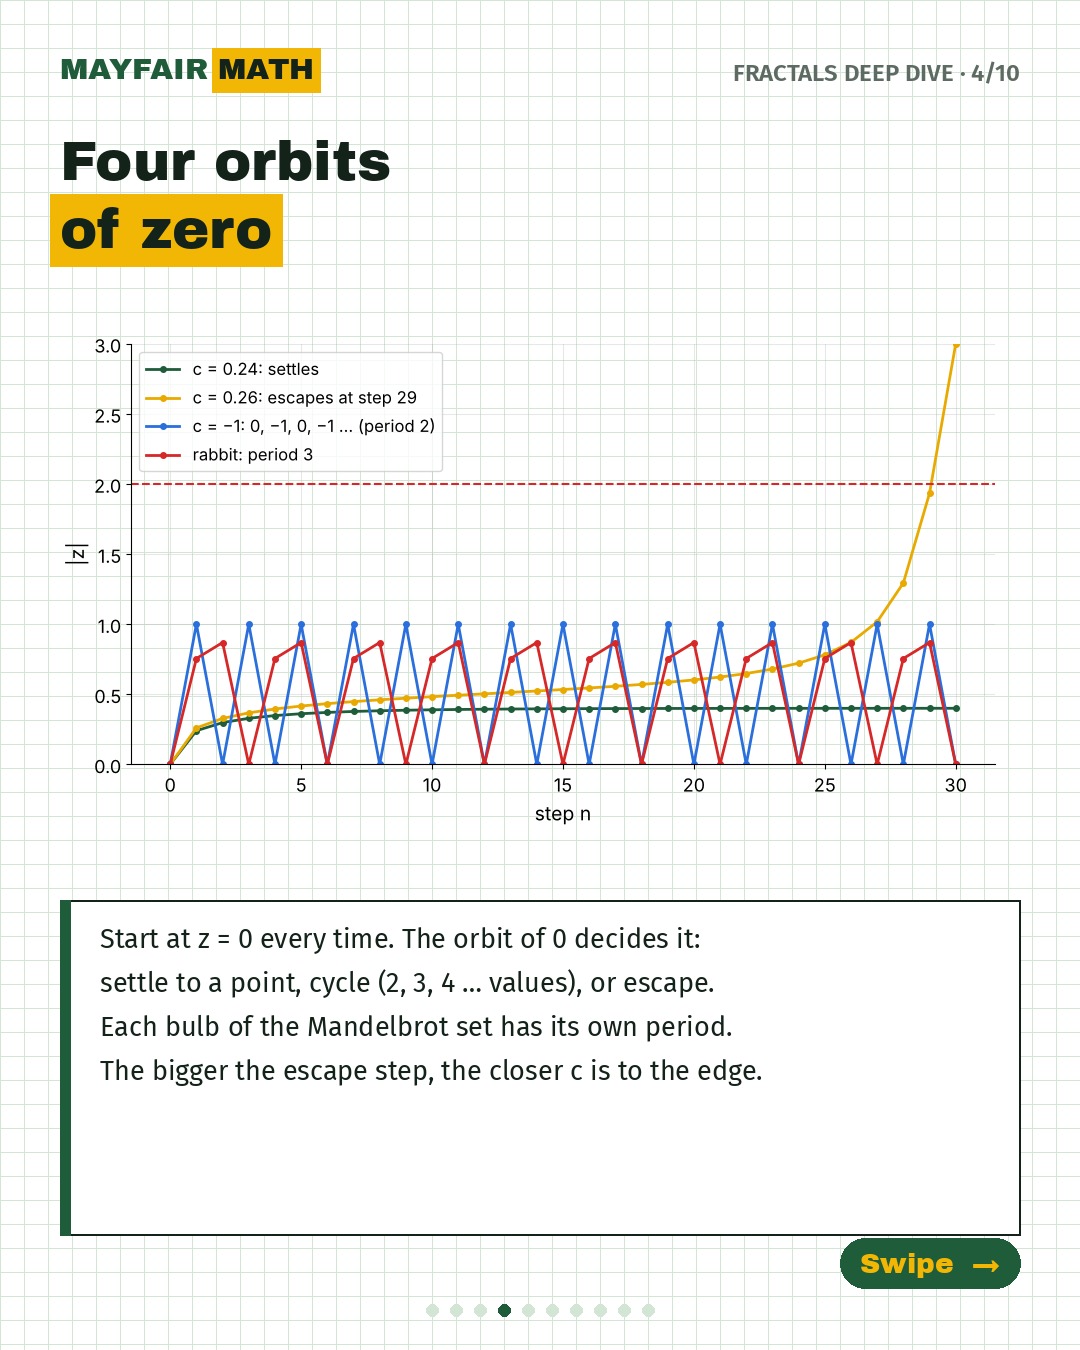 MAYFAIR MATH
FRACTALS DEEP DIVE · 4/10
Four orbits
of zero
3.0
2.5
2.0
1.5
1.0
0.5
0.0
|z|
c = 0.24: settles
c = 0.26: escapes at step 29
c = −1: 0, −1, 0, −1 … (period 2)
rabbit: period 3
0 5 10 15 20 25 30
step n
Start at z = 0 every time. The orbit of 0 decides it:
settle to a point, cycle (2, 3, 4 … values), or escape.
Each bulb of the Mandelbrot set has its own period.
The bigger the escape step, the closer c is to the edge.
Swipe →